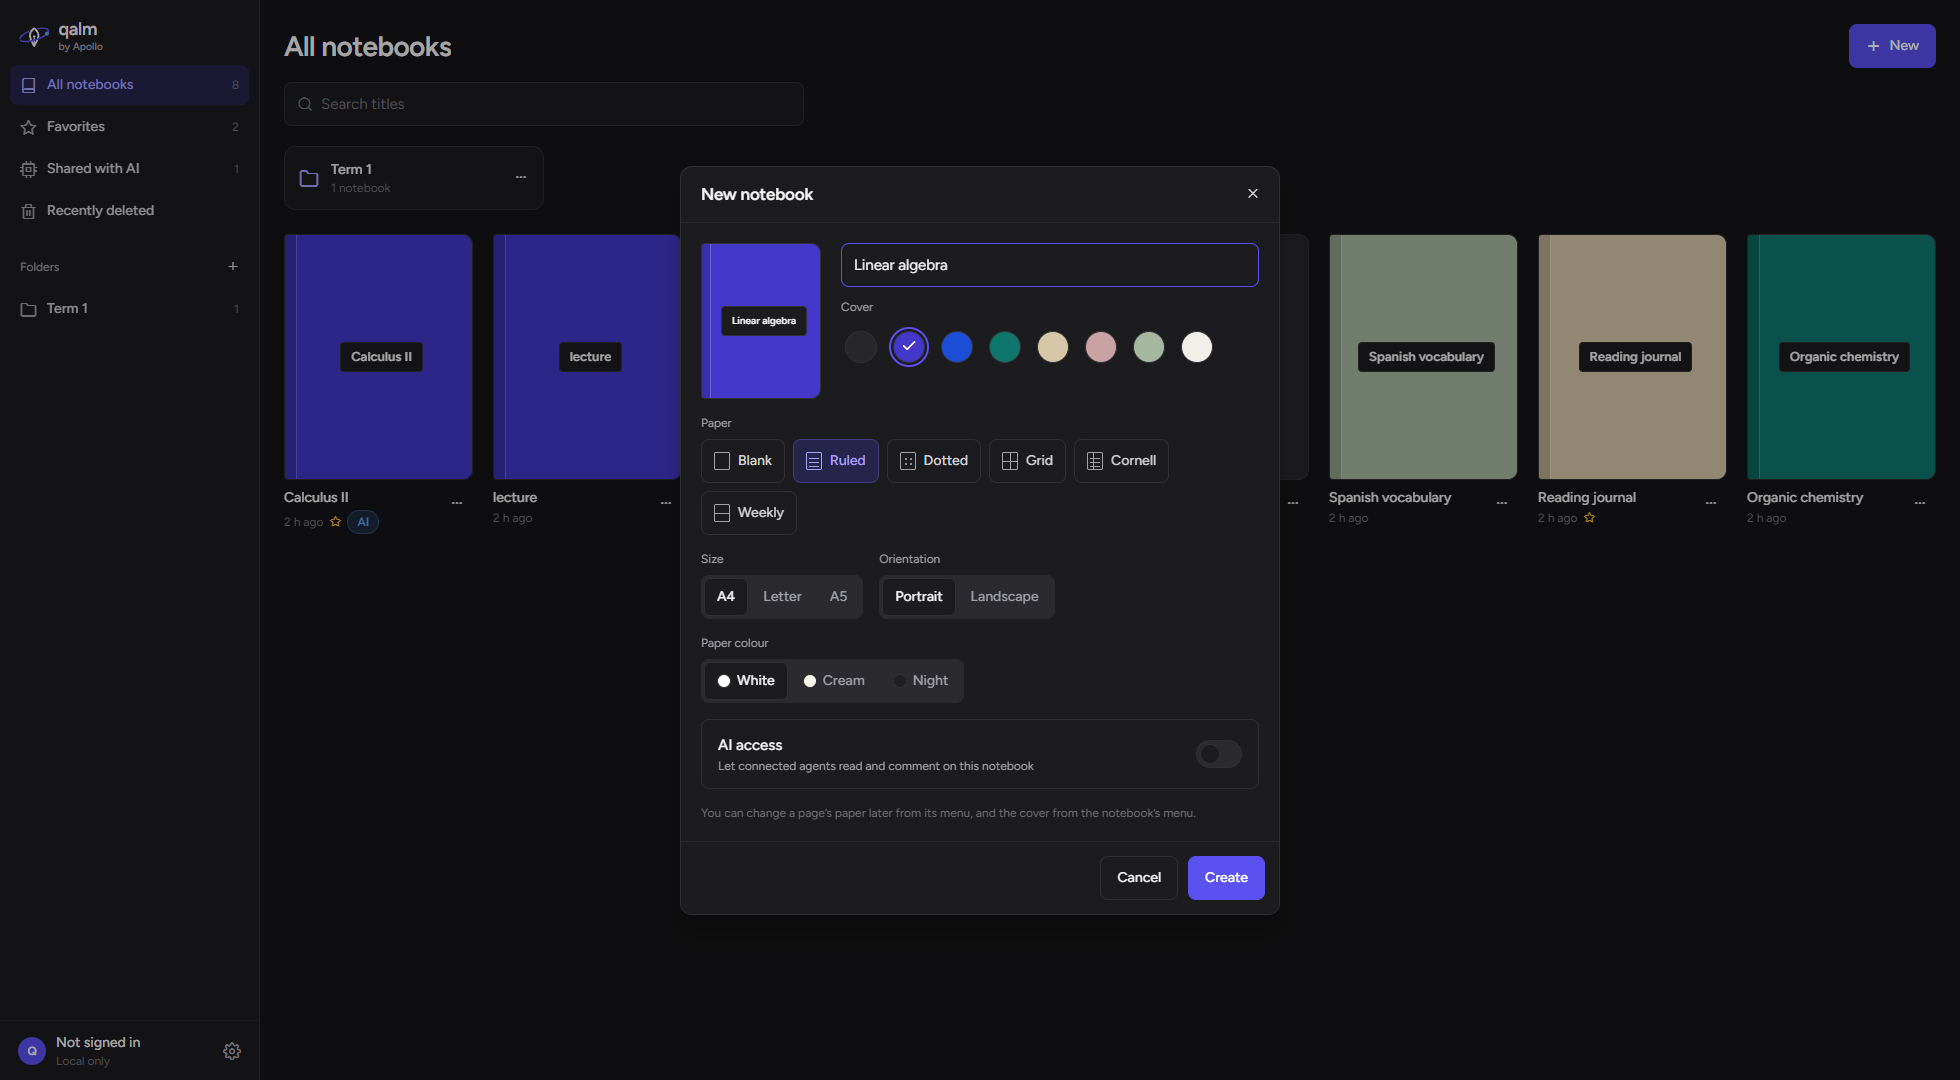 qalm
by Apollo
All notebooks 8
Favorites 2
Shared with AI 1
Recently deleted
Folders
Term 1 1
Not signed in
Local only
Q
All notebooks
New
Search titles
Term 1
1 notebook
Calculus II
lecture
Spanish vocabulary
Reading journal
Organic chemistry
Calculus II
2 h ago AI
lecture
2 h ago
Spanish vocabulary
2 h ago
Reading journal
2 h ago
Organic chemistry
2 h ago
New notebook
Linear algebra
Linear algebra
Cover
Paper
Blank Ruled Dotted Grid Cornell
Weekly
Size Orientation
A4 Letter A5 Portrait Landscape
Paper colour
White Cream Night
AI access
Let connected agents read and comment on this notebook
You can change a page's paper later from its menu, and the cover from the notebook's menu.
Cancel Create